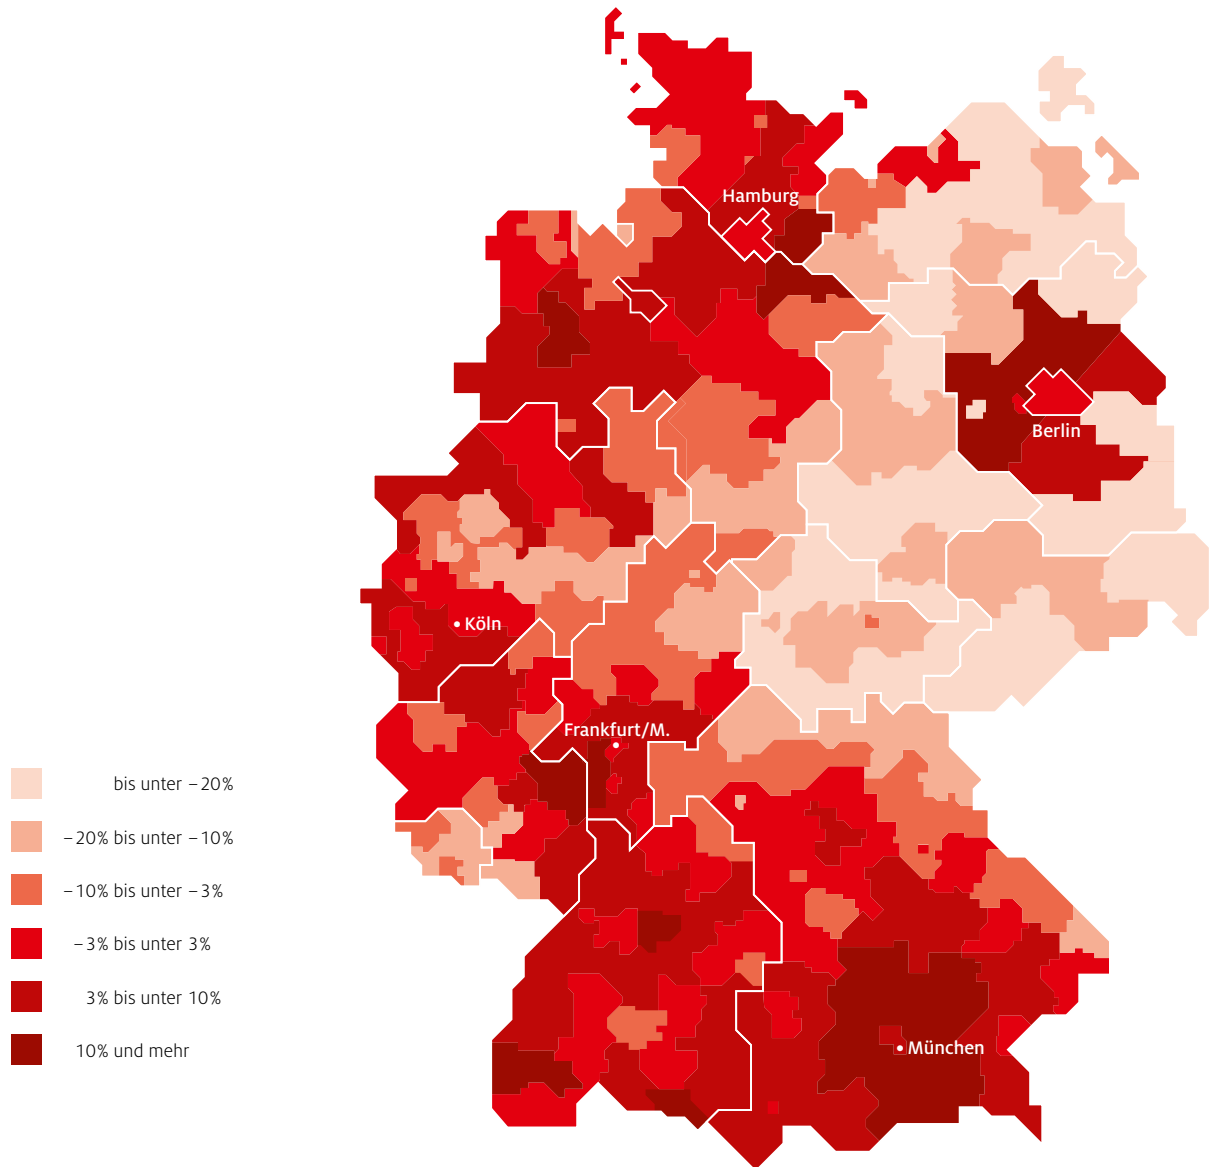 Hamburg
Berlin
Köln
Frankfurt/M.
München
bis unter –20%
–20% bis unter –10%
–10% bis unter –3%
–3% bis unter 3%
3% bis unter 10%
10% und mehr